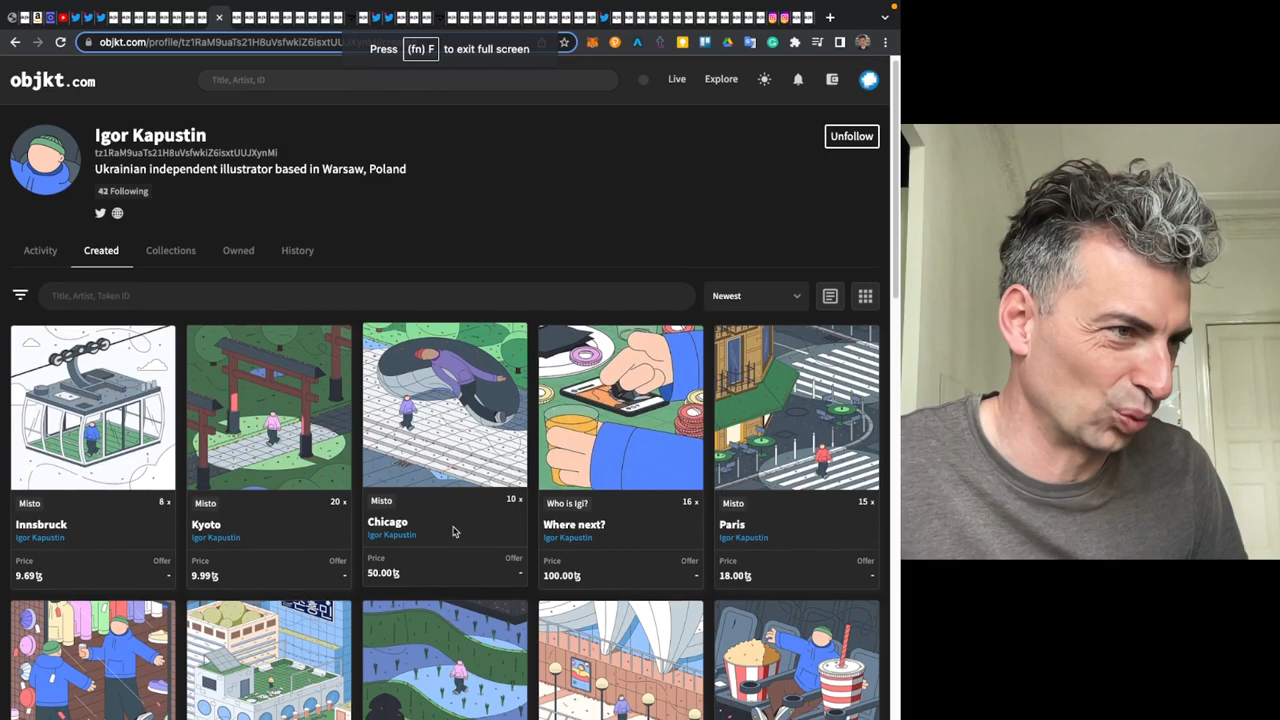 objkt.com/profile/tz1RaM9uaTs21H8uVsfwkiZ6isxtUUJXynMi
Press (fn) F to exit full screen
objkt.com
Title, Artist, ID
Live
Explore
Igor Kapustin
tz1RaM9uaTs21H8uVsfwkiZ6isxtUUJXynMi
Unfollow
Ukrainian independent illustrator based in Warsaw, Poland
42 Following
Activity
Created
Collections
Owned
History
Title, Artist, Token ID
Newest
Misto
8 x
Innsbruck
Igor Kapustin
Price
Offer
9.69ꜩ
-
Misto
20 x
Kyoto
Igor Kapustin
Price
Offer
9.99ꜩ
-
Misto
10 x
Chicago
Igor Kapustin
Price
Offer
50.00ꜩ
-
Who is Igi?
16 x
Where next?
Igor Kapustin
Price
Offer
100.00ꜩ
-
Misto
15 x
Paris
Igor Kapustin
Price
Offer
18.00ꜩ
-